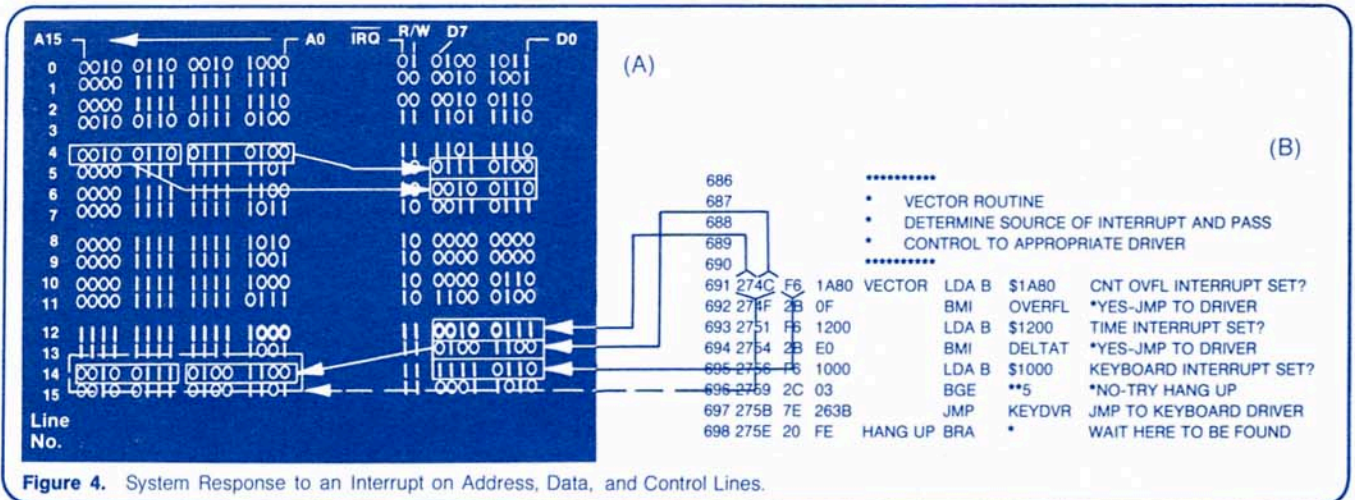 A15 A0 IRQ R/W D7 D0
0 0010 0110 0010 1000 01 0100 1011
1 0000 1111 1111 1111 00 0010 1001
2 0000 1111 1111 1110 00 0010 0110
3 0010 0110 0111 0100 11 1101 1110
4 0010 0110 0111 0100 11 1101 1110
5 0000 1111 1111 1101 10 0111 0100
6 0000 1111 1111 1100 10 0010 0110
7 0000 1111 1111 1011 10 0011 0111
8 0000 1111 1111 1010 10 0000 0000
9 0000 1111 1111 1001 10 0000 0000
10 0000 1111 1111 1000 10 0000 0110
11 0000 1111 1111 0111 10 1100 0100
12 1111 1111 1111 1000 11 0010 0111
13 1111 1111 1111 1001 11 0100 1100
14 0010 0111 0100 1100 11 1111 0110
15 0010 0111 0100 1101 11 0001 1010
Line
No.
(A)
(B)
686 **********
687 * VECTOR ROUTINE
688 * DETERMINE SOURCE OF INTERRUPT AND PASS
689 * CONTROL TO APPROPRIATE DRIVER
690 **********
691 274C F6 1A80 VECTOR LDA B $1A80 CNT OVFL INTERRUPT SET?
692 274F 2B 0F BMI OVERFL *YES-JMP TO DRIVER
693 2751 F6 1200 LDA B $1200 TIME INTERRUPT SET?
694 2754 2B E0 BMI DELTAT *YES-JMP TO DRIVER
695 2756 F6 1000 LDA B $1000 KEYBOARD INTERRUPT SET?
696 2759 2C 03 BGE **5 *NO-TRY HANG UP
697 275B 7E 263B JMP KEYDVR JMP TO KEYBOARD DRIVER
698 275E 20 FE HANG UP BRA * WAIT HERE TO BE FOUND
Figure 4. System Response to an Interrupt on Address, Data, and Control Lines.